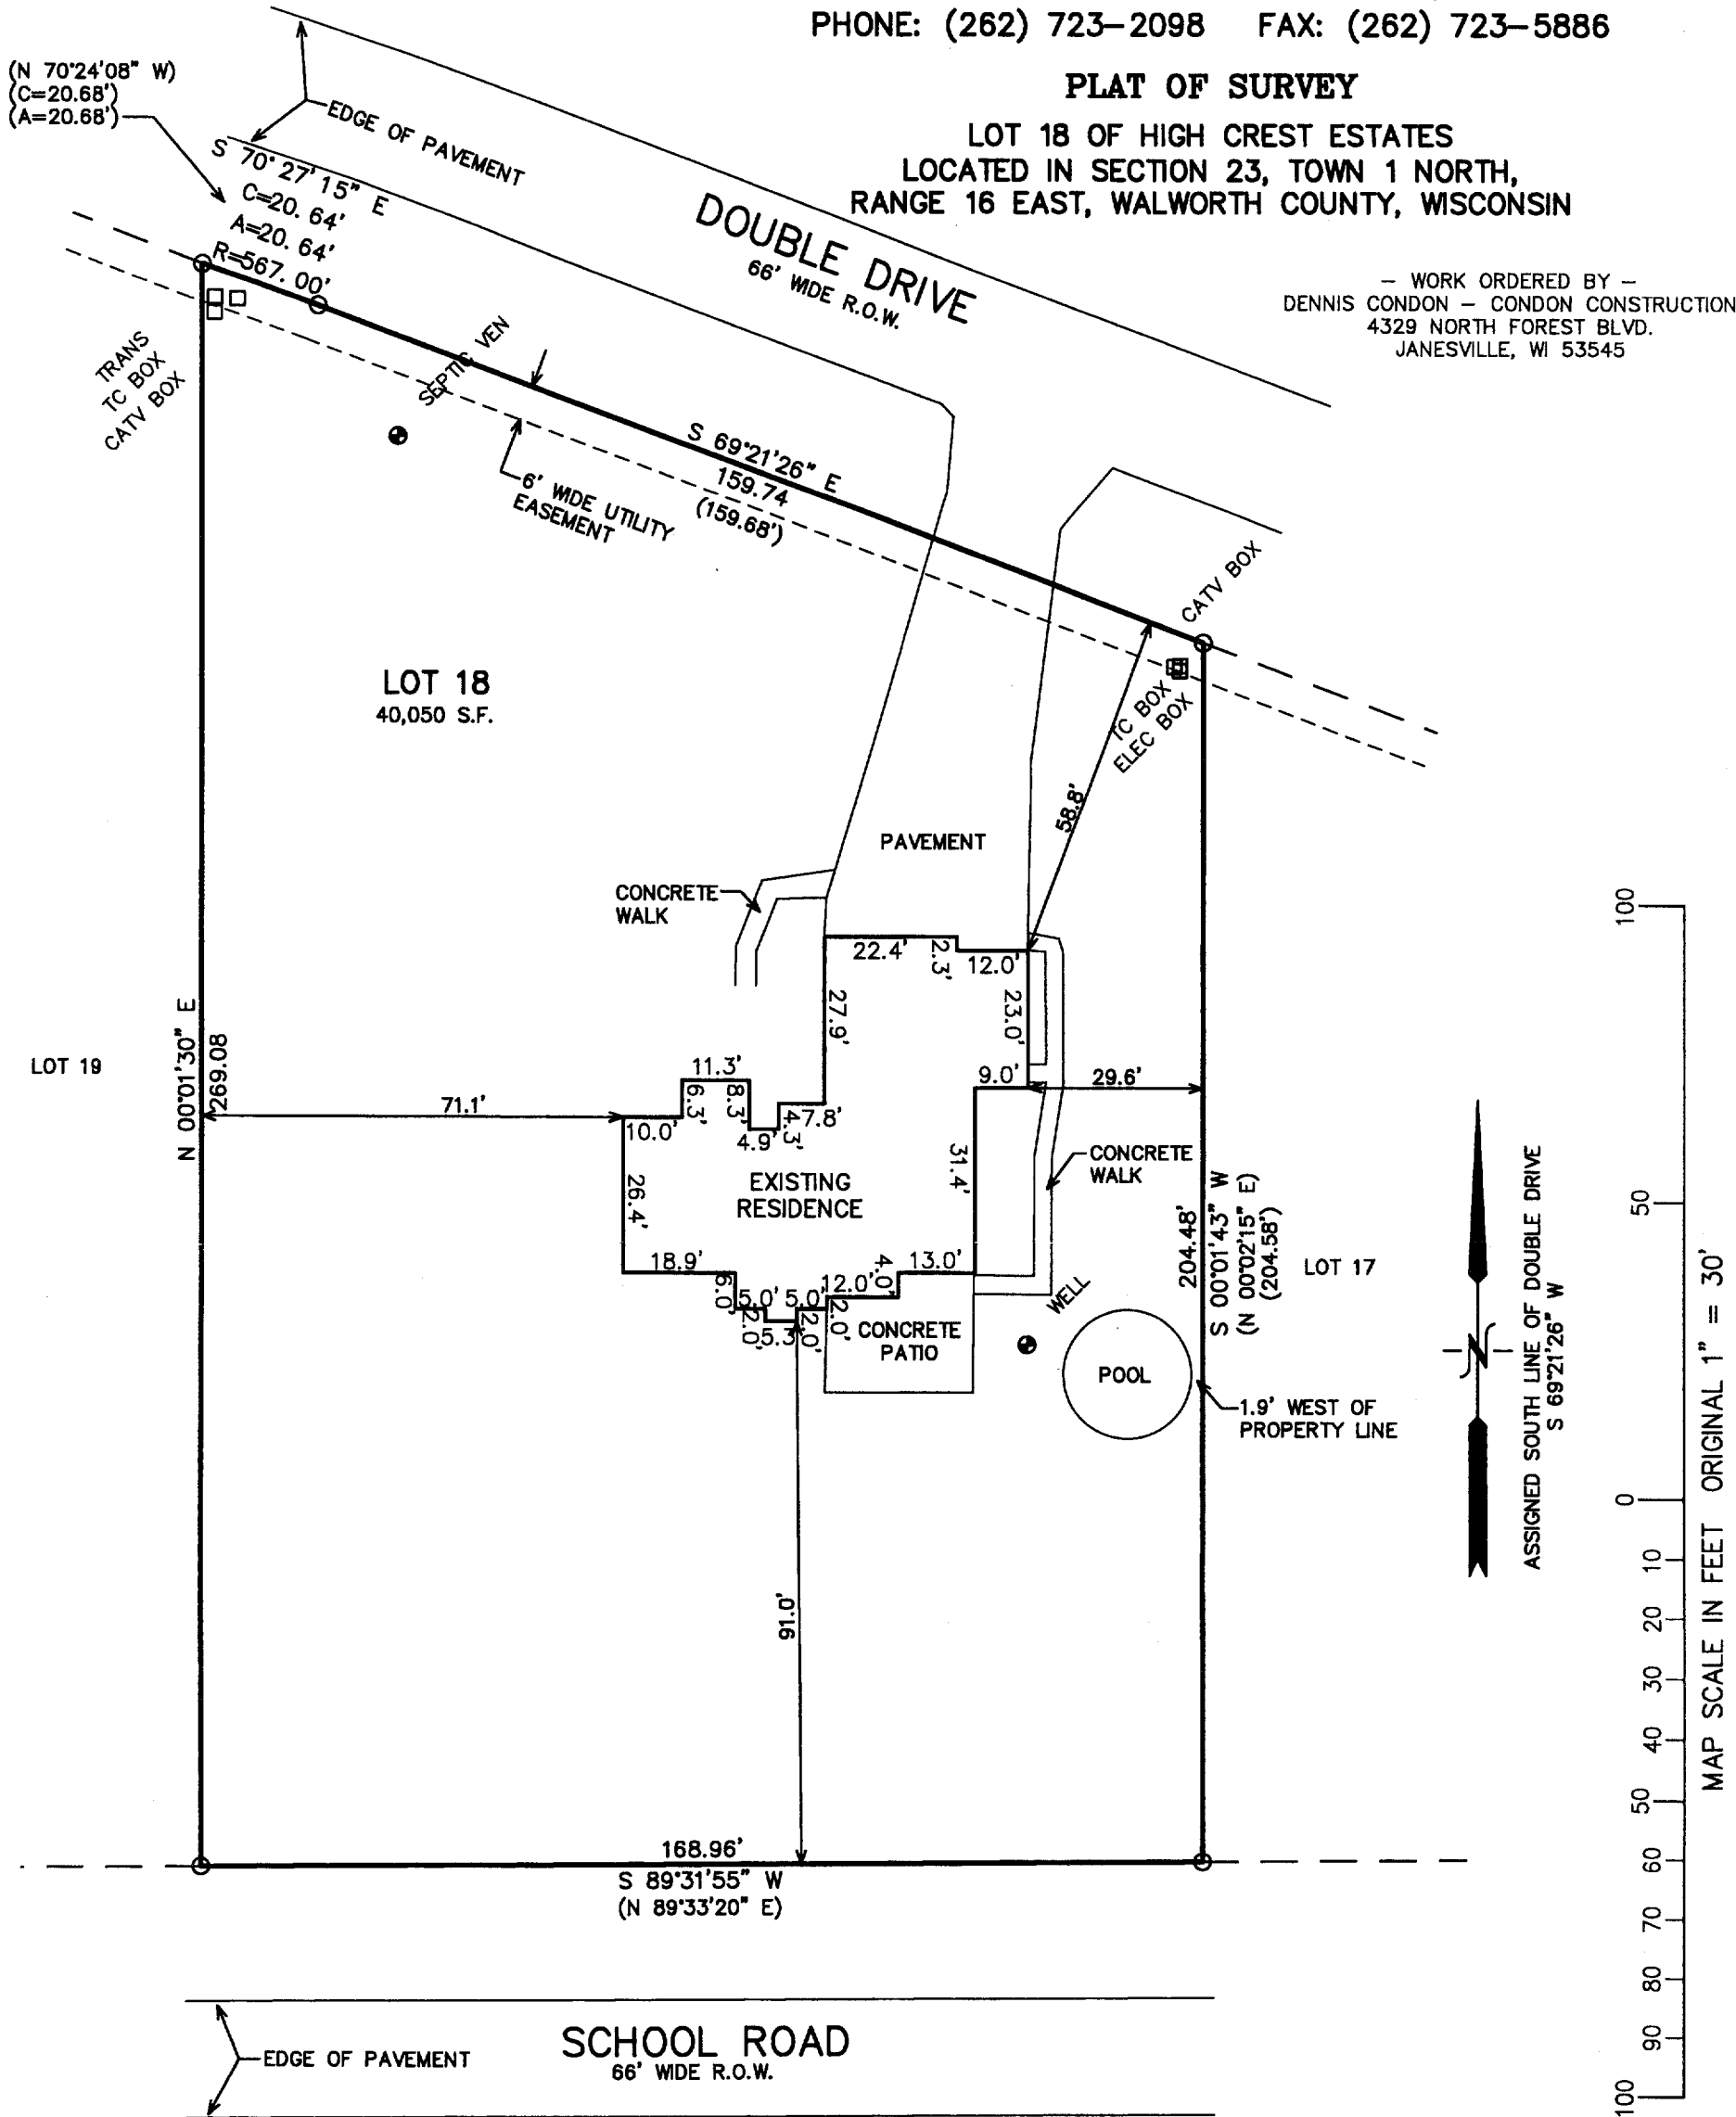 PHONE: (262) 723-2098 FAX: (262) 723-5886
PLAT OF SURVEY
LOT 18 OF HIGH CREST ESTATES
LOCATED IN SECTION 23, TOWN 1 NORTH,
RANGE 16 EAST, WALWORTH COUNTY, WISCONSIN
– WORK ORDERED BY –
DENNIS CONDON – CONDON CONSTRUCTION
4329 NORTH FOREST BLVD.
JANESVILLE, WI 53545
(N 70°24'08" W)
(C=20.68')
(A=20.68')
EDGE OF PAVEMENT
S 70°27'15" E
C=20.64'
A=20.64'
R=567.00'
DOUBLE DRIVE
66' WIDE R.O.W.
TRANS
TC BOX
CATV BOX
SEPTIC VEN
6' WIDE UTILITY
EASEMENT
S 69°21'26" E
159.74
(159.68')
CATV BOX
TC BOX
ELEC BOX
LOT 18
40,050 S.F.
58.8'
PAVEMENT
CONCRETE
WALK
22.4'
2.3'
12.0'
27.9'
23.0'
N 00°01'30" E
269.08
LOT 19
71.1'
11.3'
6.3'
8.3'
10.0'
4.9'
4.3'
7.8'
9.0'
29.6'
EXISTING
RESIDENCE
26.4'
31.4'
CONCRETE
WALK
18.9'
6.0'
5.0'
2.0'
5.3'
5.0'
2.0'
12.0'
2.0'
4.0'
13.0'
CONCRETE
PATIO
WELL
POOL
204.48'
S 00°01'43" W
(N 00°02'15" E)
(204.58')
LOT 17
1.9' WEST OF
PROPERTY LINE
91.0'
N
ASSIGNED SOUTH LINE OF DOUBLE DRIVE
S 69°21'26" W
100
50
0
10
20
30
40
50
60
70
80
90
100
MAP SCALE IN FEET ORIGINAL 1" = 30'
168.96'
S 89°31'55" W
(N 89°33'20" E)
EDGE OF PAVEMENT
SCHOOL ROAD
66' WIDE R.O.W.